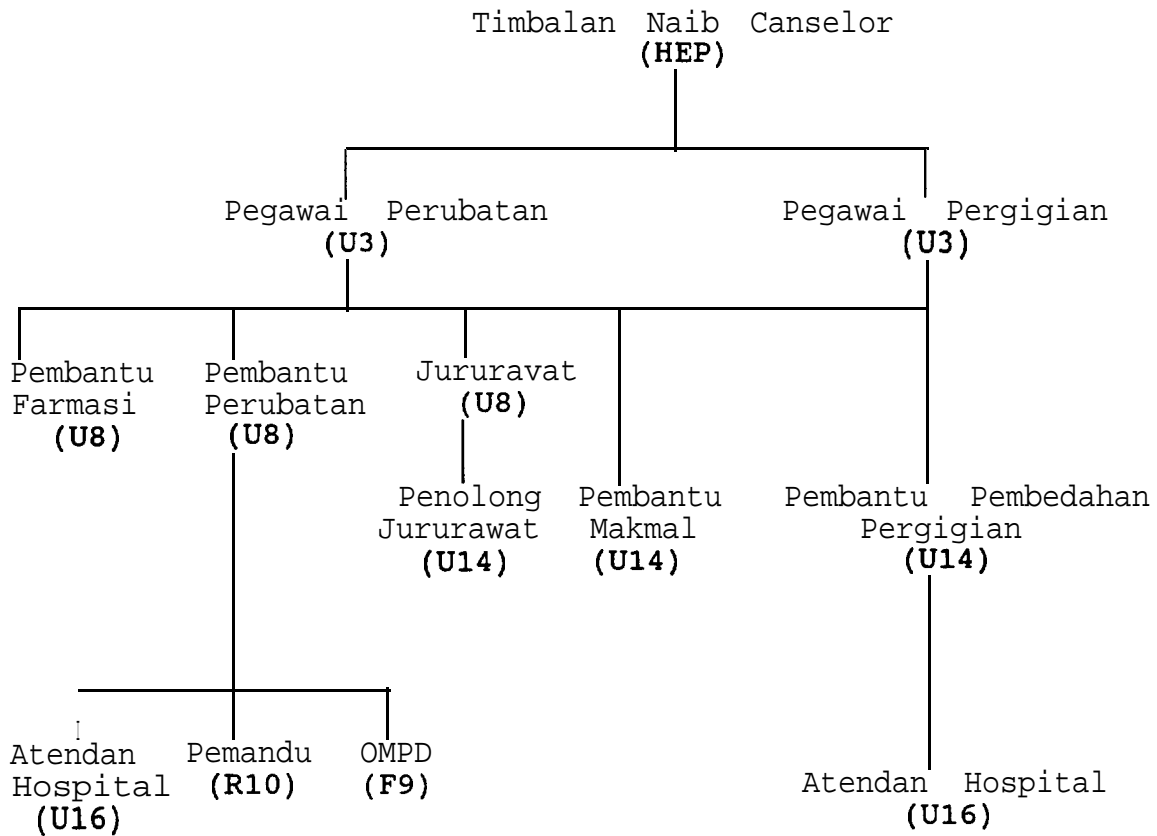 Timbalan Naib Canselor
(HEP)
Pegawai Perubatan
(U3)
Pegawai Pergigian
(U3)
Pembantu
Farmasi
(U8)
Pembantu
Perubatan
(U8)
Jururavat
(U8)
Penolong
Jururawat
(U14)
Pembantu
Makmal
(U14)
Pembantu Pembedahan
Pergigian
(U14)
Atendan
Hospital
(U16)
Pemandu
(R10)
OMPD
(F9)
Atendan Hospital
(U16)